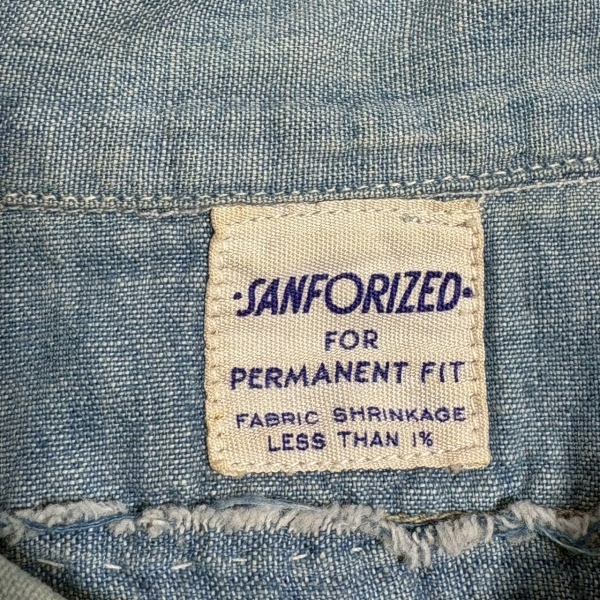 ·SANFORIZED·
FOR
PERMANENT FIT
FABRIC SHRINKAGE
LESS THAN 1%